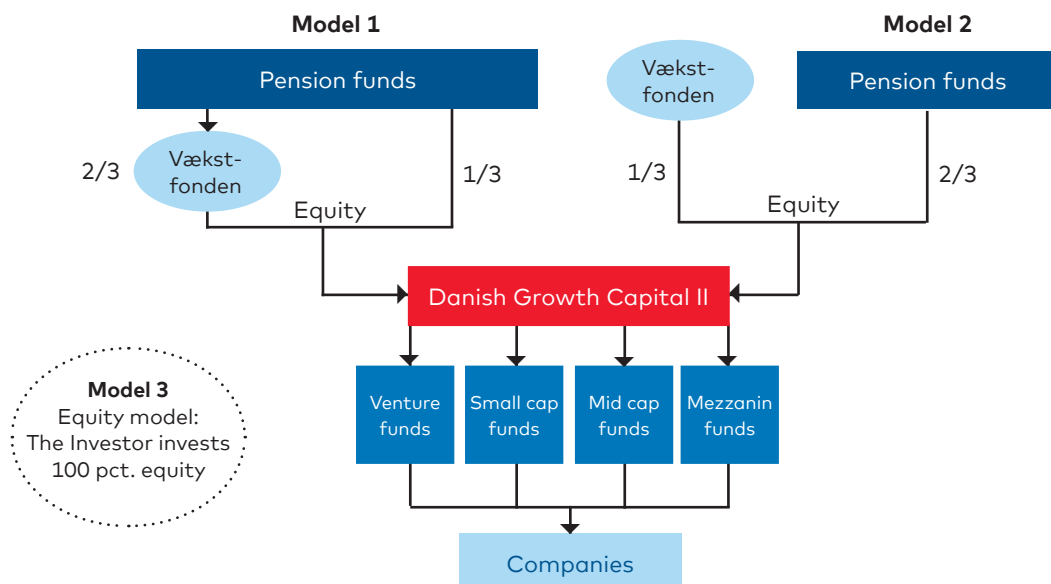 Model 1
Pension funds
2/3
Vækst-
fonden
1/3
Equity
Model 2
Vækst-
fonden
Pension funds
1/3
2/3
Equity
Danish Growth Capital II
Model 3
Equity model:
The Investor invests
100 pct. equity
Venture
funds
Small cap
funds
Mid cap
funds
Mezzanin
funds
Companies